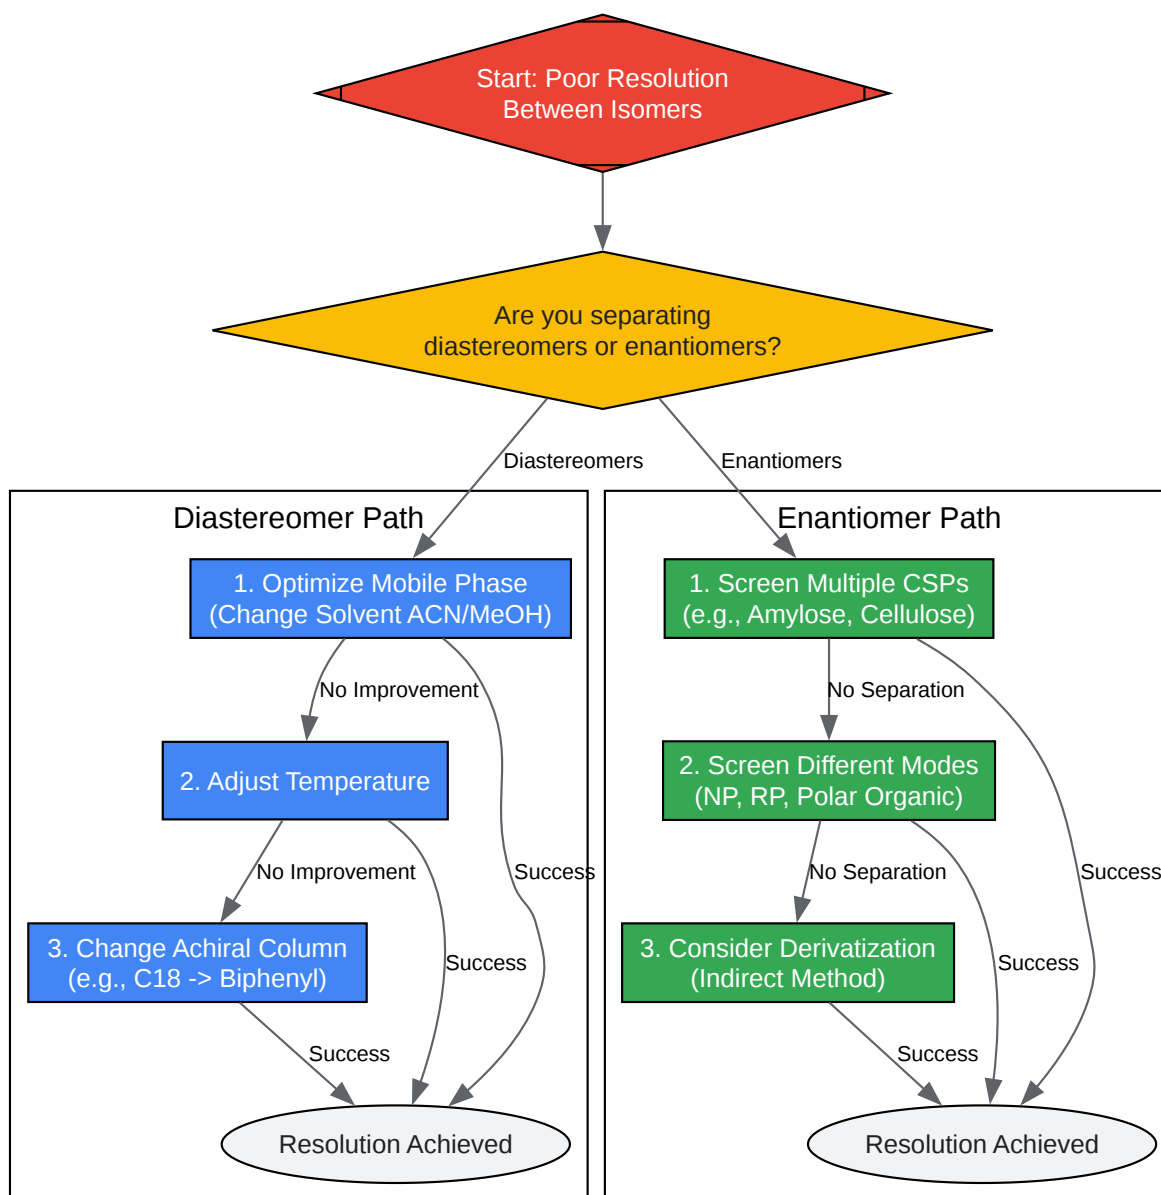 Start: Poor Resolution
Between Isomers
Are you separating
diastereomers or enantiomers?
Diastereomers
Enantiomers
Diastereomer Path
1. Optimize Mobile Phase
(Change Solvent ACN/MeOH)
No Improvement
2. Adjust Temperature
No Improvement
Success
3. Change Achiral Column
(e.g., C18 -> Biphenyl)
Success
Success
Resolution Achieved
Enantiomer Path
1. Screen Multiple CSPs
(e.g., Amylose, Cellulose)
No Separation
2. Screen Different Modes
(NP, RP, Polar Organic)
No Separation
Success
3. Consider Derivatization
(Indirect Method)
Success
Success
Resolution Achieved